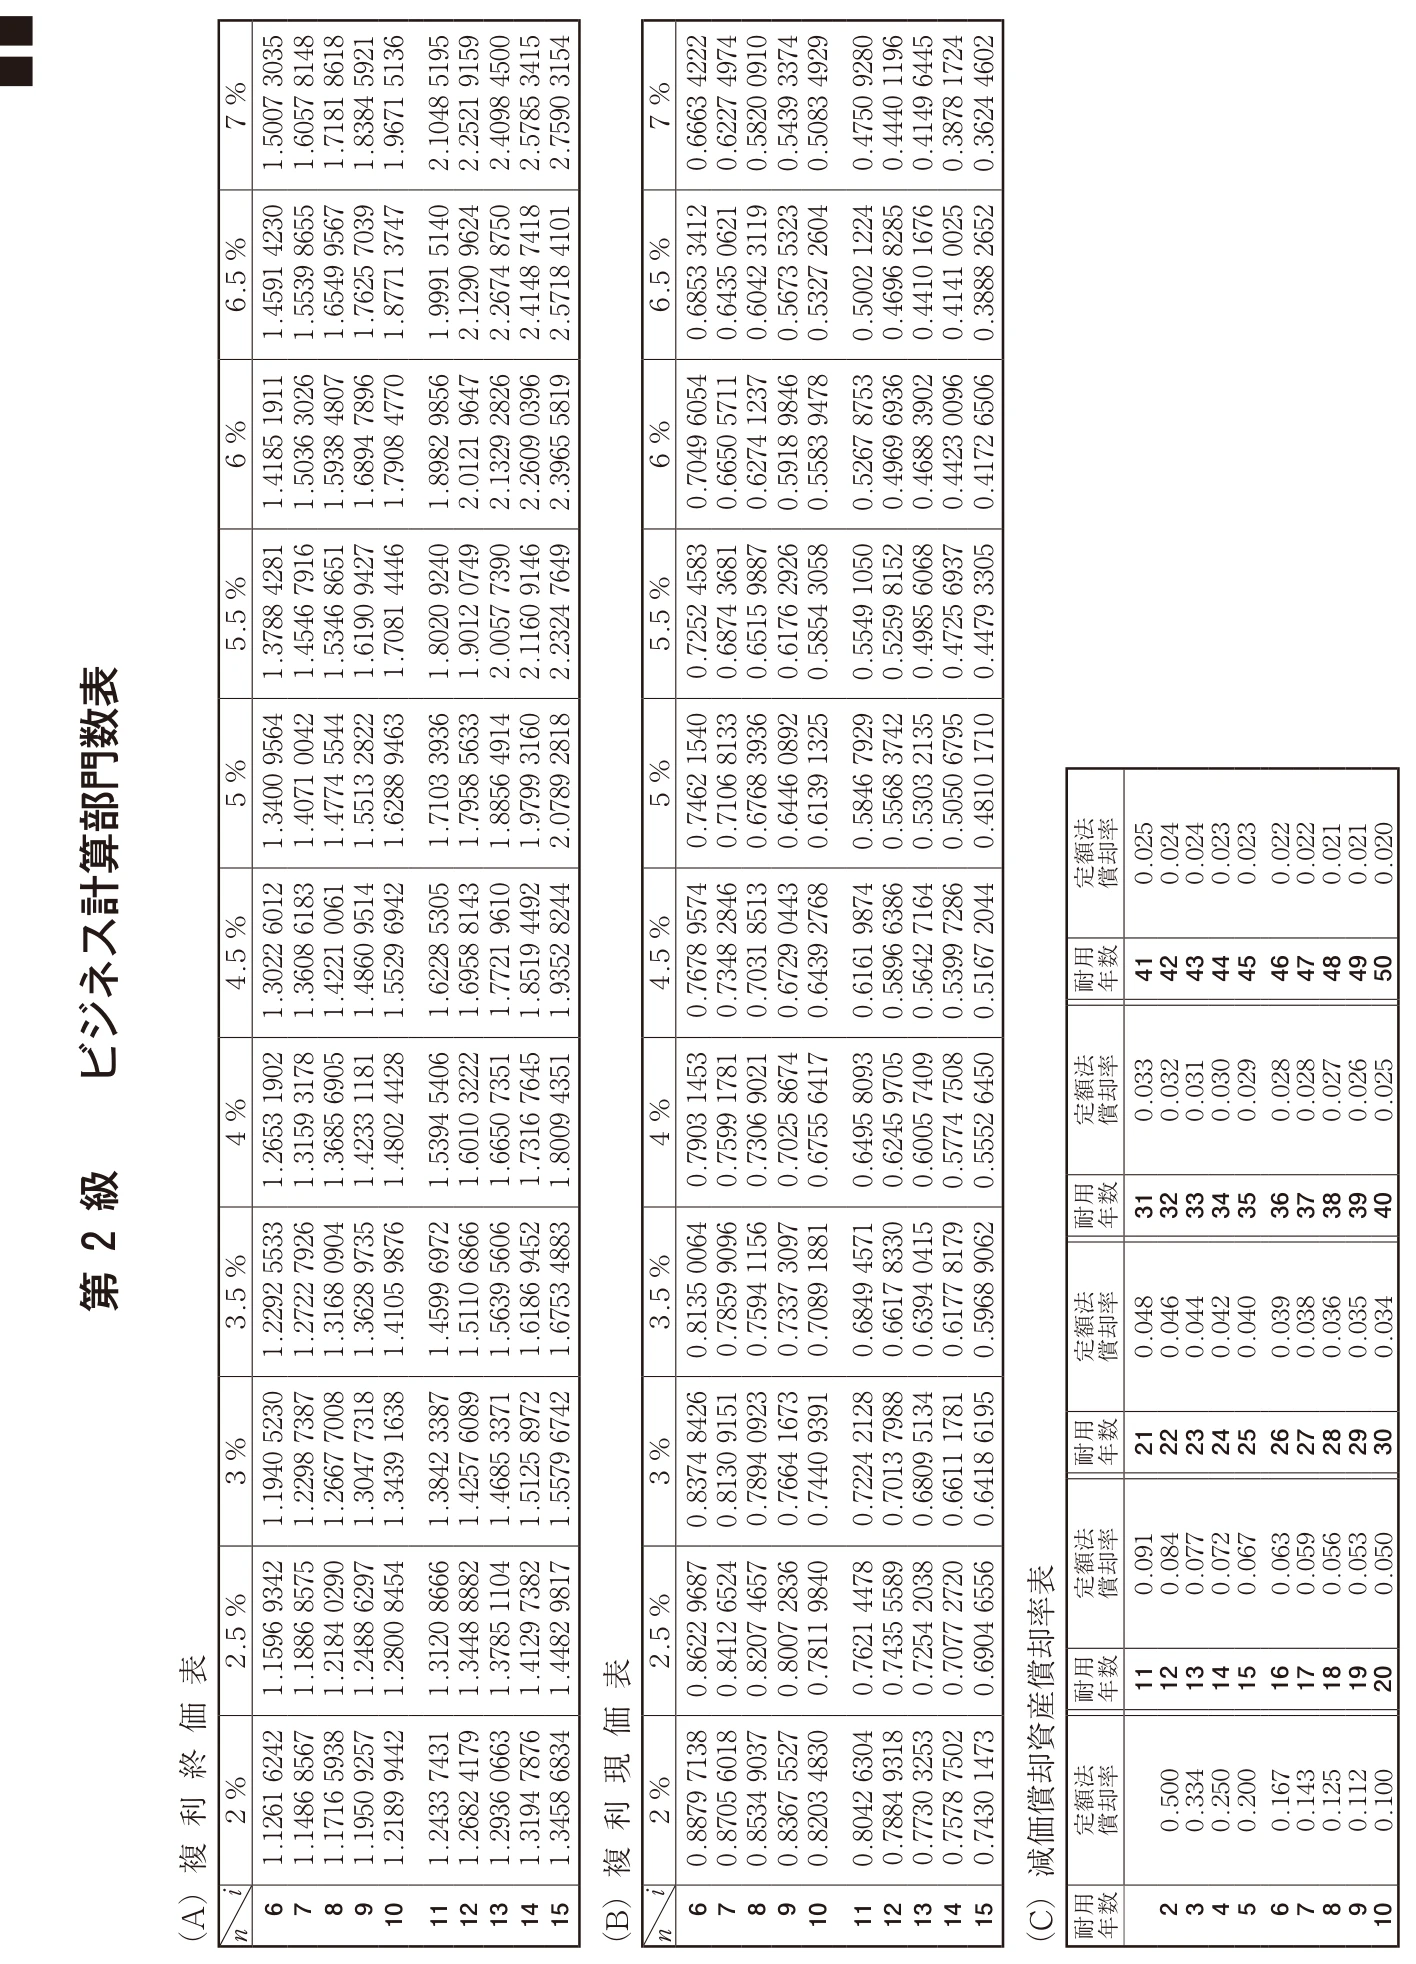 第 2 級　ビジネス計算部門数表
(A) 複 利 終 価 表
n i 2 % 2.5 % 3 % 3.5 % 4 % 4.5 % 5 % 5.5 % 6 % 6.5 % 7 %
6 1.1261 6242 1.1596 9342 1.1940 5230 1.2292 5533 1.2653 1902 1.3022 6012 1.3400 9564 1.3788 4281 1.4185 1911 1.4591 4230 1.5007 3035
7 1.1486 8567 1.1886 8575 1.2298 7387 1.2722 7926 1.3159 3178 1.3608 6183 1.4071 0042 1.4546 7916 1.5036 3026 1.5539 8655 1.6057 8148
8 1.1716 5938 1.2184 0290 1.2667 7008 1.3168 0904 1.3685 6905 1.4221 0061 1.4774 5544 1.5346 8651 1.5938 4807 1.6549 9567 1.7181 8618
9 1.1950 9257 1.2488 6297 1.3047 7318 1.3628 9735 1.4233 1181 1.4860 9514 1.5513 2822 1.6190 9427 1.6894 7896 1.7625 7039 1.8384 5921
10 1.2189 9442 1.2800 8454 1.3439 1638 1.4105 9876 1.4802 4428 1.5529 6942 1.6288 9463 1.7081 4446 1.7908 4770 1.8771 3747 1.9671 5136
11 1.2433 7431 1.3120 8666 1.3842 3387 1.4599 6972 1.5394 5406 1.6228 5305 1.7103 3936 1.8020 9240 1.8982 9856 1.9991 5140 2.1048 5195
12 1.2682 4179 1.3448 8882 1.4257 6089 1.5110 6866 1.6010 3222 1.6958 8143 1.7958 5633 1.9012 0749 2.0121 9647 2.1290 9624 2.2521 9159
13 1.2936 0663 1.3785 1104 1.4685 3371 1.5639 5606 1.6650 7351 1.7721 9610 1.8856 4914 2.0057 7390 2.1329 2826 2.2674 8750 2.4098 4500
14 1.3194 7876 1.4129 7382 1.5125 8972 1.6186 9452 1.7316 7645 1.8519 4492 1.9799 3160 2.1160 9146 2.2609 0396 2.4148 7418 2.5785 3415
15 1.3458 6834 1.4482 9817 1.5579 6742 1.6753 4883 1.8009 4351 1.9352 8244 2.0789 2818 2.2324 7649 2.3965 5819 2.5718 4101 2.7590 3154
(B) 複 利 現 価 表
n i 2 % 2.5 % 3 % 3.5 % 4 % 4.5 % 5 % 5.5 % 6 % 6.5 % 7 %
6 0.8879 7138 0.8622 9687 0.8374 8426 0.8135 0064 0.7903 1453 0.7678 9574 0.7462 1540 0.7252 4583 0.7049 6054 0.6853 3412 0.6663 4222
7 0.8705 6018 0.8412 6524 0.8130 9151 0.7859 9096 0.7599 1781 0.7348 2846 0.7106 8133 0.6874 3681 0.6650 5711 0.6435 0621 0.6227 4974
8 0.8534 9037 0.8207 4657 0.7894 0923 0.7594 1156 0.7306 9021 0.7031 8513 0.6768 3936 0.6515 9887 0.6274 1237 0.6042 3119 0.5820 0910
9 0.8367 5527 0.8007 2836 0.7664 1673 0.7337 3097 0.7025 8674 0.6729 0443 0.6446 0892 0.6176 2926 0.5918 9846 0.5673 5323 0.5439 3374
10 0.8203 4830 0.7811 9840 0.7440 9391 0.7089 1881 0.6755 6417 0.6439 2768 0.6139 1325 0.5854 3058 0.5583 9478 0.5327 2604 0.5083 4929
11 0.8042 6304 0.7621 4478 0.7224 2128 0.6849 4571 0.6495 8093 0.6161 9874 0.5846 7929 0.5549 1050 0.5267 8753 0.5002 1224 0.4750 9280
12 0.7884 9318 0.7435 5589 0.7013 7988 0.6617 8330 0.6245 9705 0.5896 6386 0.5568 3742 0.5259 8152 0.4969 6936 0.4696 8285 0.4440 1196
13 0.7730 3253 0.7254 2038 0.6809 5134 0.6394 0415 0.6005 7409 0.5642 7164 0.5303 2135 0.4985 6068 0.4688 3902 0.4410 1676 0.4149 6445
14 0.7578 7502 0.7077 2720 0.6611 1781 0.6177 8179 0.5774 7508 0.5399 7286 0.5050 6795 0.4725 6937 0.4423 0096 0.4141 0025 0.3878 1724
15 0.7430 1473 0.6904 6556 0.6418 6195 0.5968 9062 0.5552 6450 0.5167 2044 0.4810 1710 0.4479 3305 0.4172 6506 0.3888 2652 0.3624 4602
(C) 減価償却資産償却率表
耐用 定額法 耐用 定額法 耐用 定額法 耐用 定額法 耐用 定額法
年数 償却率 年数 償却率 年数 償却率 年数 償却率 年数 償却率
11 0.091 21 0.048 31 0.033 41 0.025
2 0.500 12 0.084 22 0.046 32 0.032 42 0.024
3 0.334 13 0.077 23 0.044 33 0.031 43 0.024
4 0.250 14 0.072 24 0.042 34 0.030 44 0.023
5 0.200 15 0.067 25 0.040 35 0.029 45 0.023
6 0.167 16 0.063 26 0.039 36 0.028 46 0.022
7 0.143 17 0.059 27 0.038 37 0.028 47 0.022
8 0.125 18 0.056 28 0.036 38 0.027 48 0.021
9 0.112 19 0.053 29 0.035 39 0.026 49 0.021
10 0.100 20 0.050 30 0.034 40 0.025 50 0.020